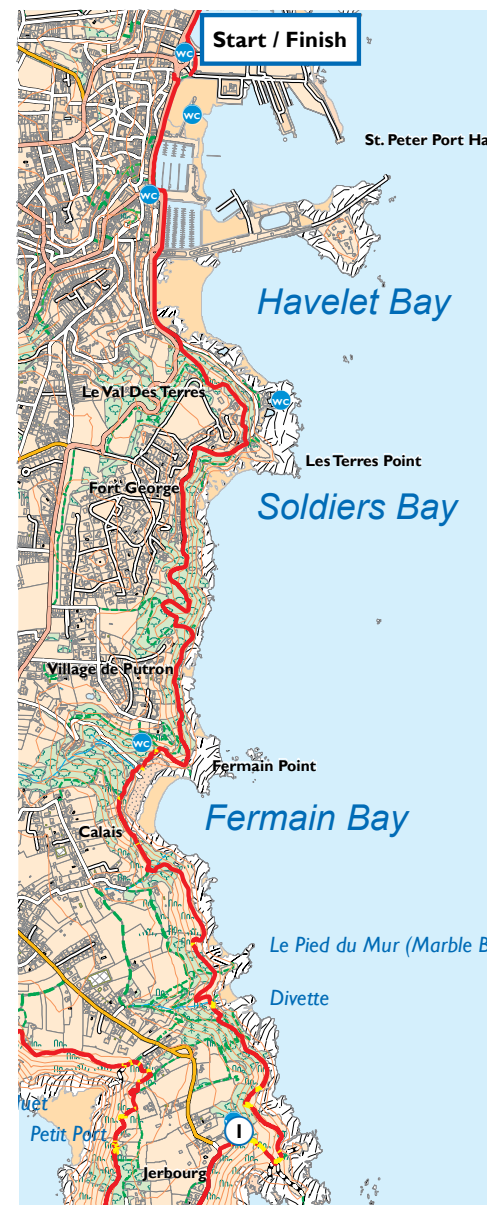 Start / Finish
WC
WC
St. Peter Port Ha
WC
Havelet Bay
Le Val Des Terres
WC
Les Terres Point
Fort George
Soldiers Bay
Village de Putron
WC
Fermain Point
Fermain Bay
Calais
Le Pied du Mur (Marble B
Divette
uet
Petit Port
1
Jerbourg